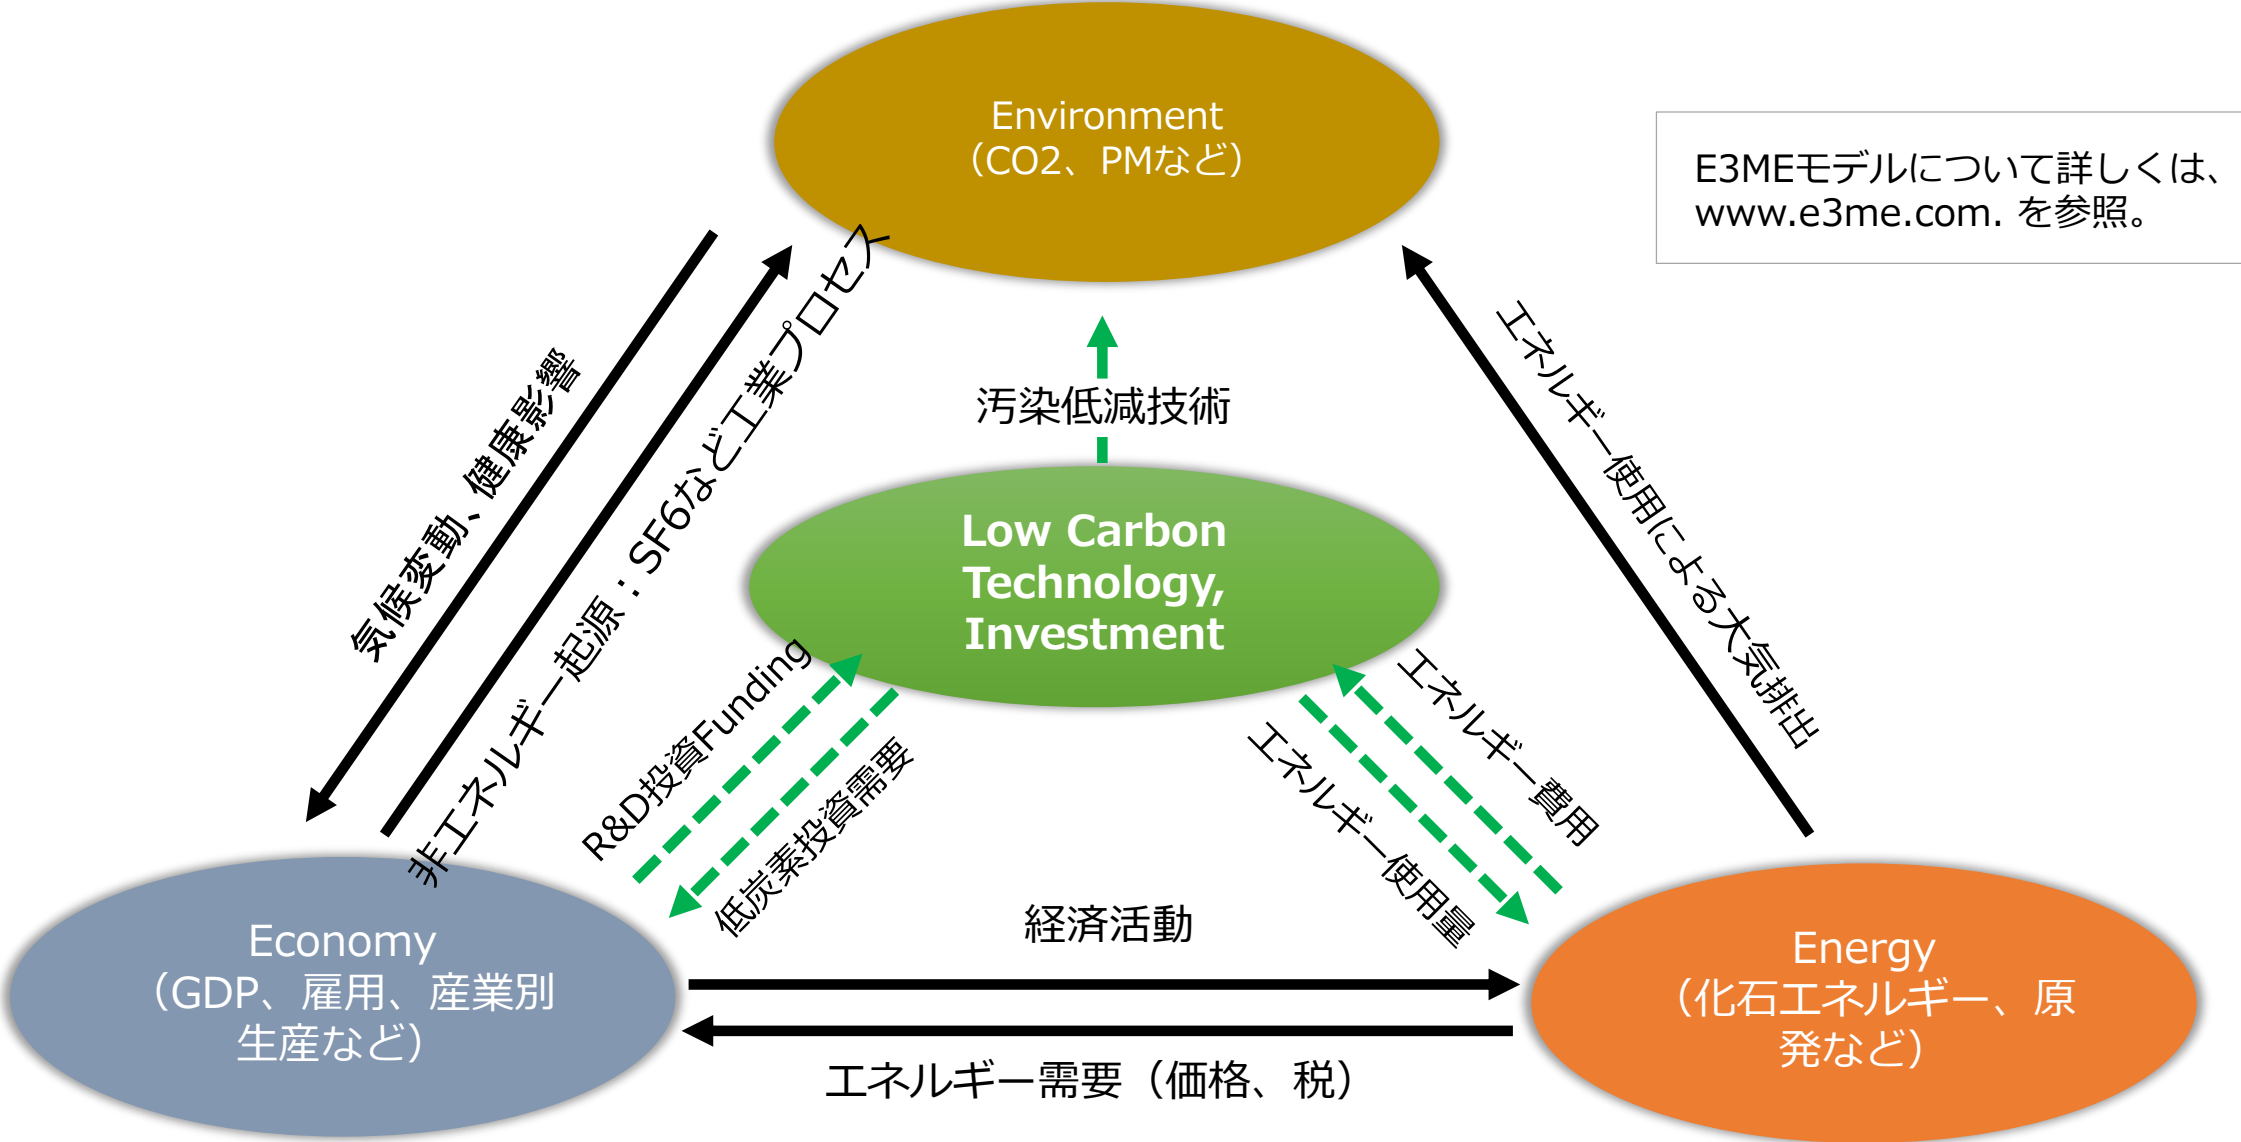 Environment
（CO2、PMなど）
E3MEモデルについて詳しくは、
www.e3me.com. を参照。
気候変動、健康影響
非エネルギー起源：SF6など工業プロセス
汚染低減技術
エネルギー使用による大気排出
Low Carbon
Technology,
Investment
R&D投資Funding
低炭素投資需要
エネルギー費用
エネルギー使用量
経済活動
Economy
（GDP、雇用、産業別
生産など）
Energy
（化石エネルギー、原
発など）
エネルギー需要（価格、税）